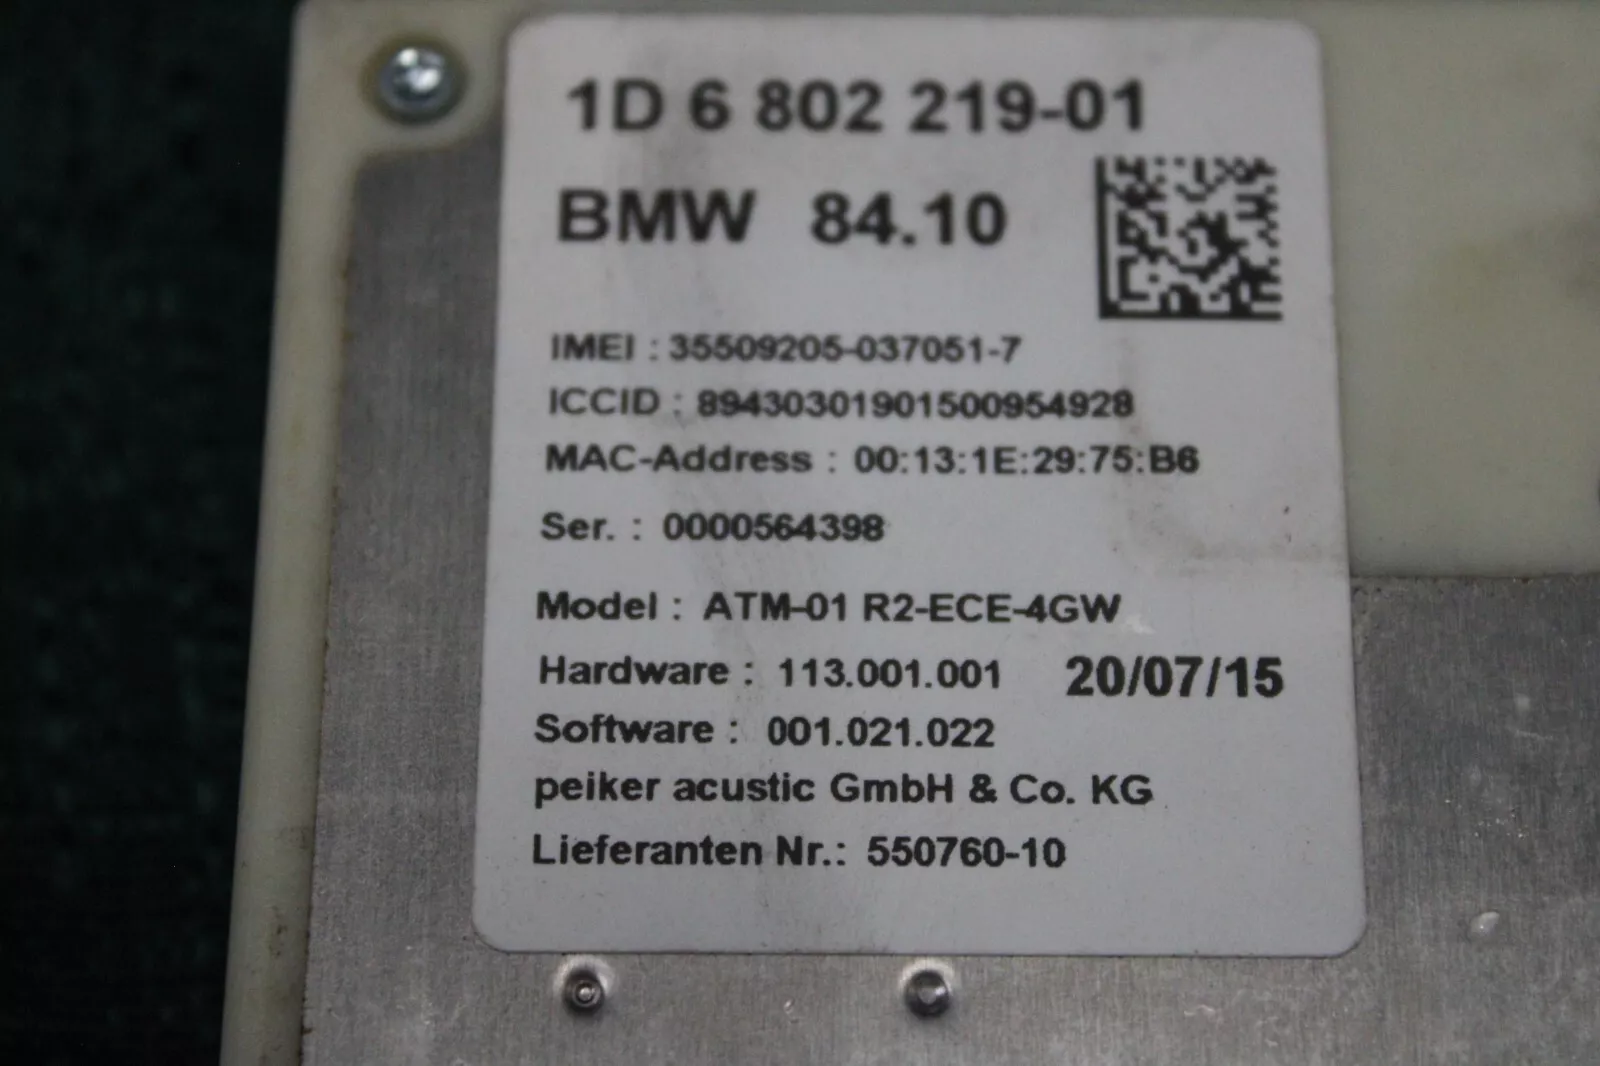 1D 6 802 219-01
BMW 84.10
IMEI : 35509205-037051-7
ICCID : 89430301901500954928
MAC-Address : 00:13:1E:29:75:B6
Ser. : 0000564398
Model : ATM-01 R2-ECE-4GW
Hardware : 113.001.001 20/07/15
Software : 001.021.022
peiker acustic GmbH & Co. KG
Lieferanten Nr.: 550760-10